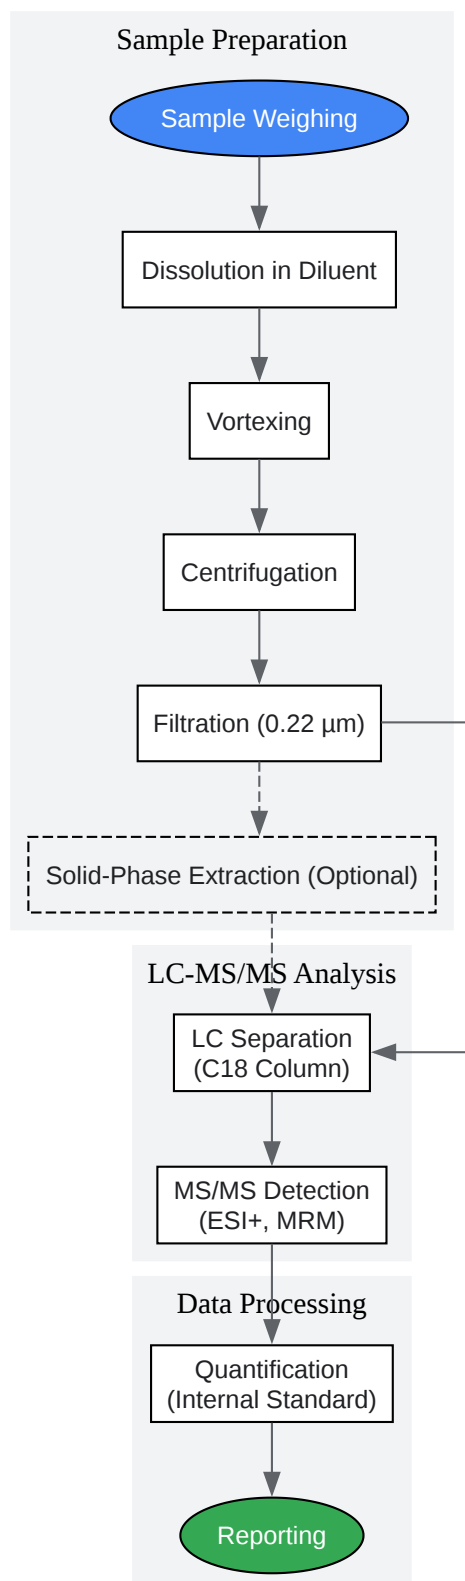 Sample Preparation
Sample Weighing
Dissolution in Diluent
Vortexing
Centrifugation
Filtration (0.22 µm)
Solid-Phase Extraction (Optional)
LC-MS/MS Analysis
LC Separation
(C18 Column)
MS/MS Detection
(ESI+, MRM)
Data Processing
Quantification
(Internal Standard)
Reporting